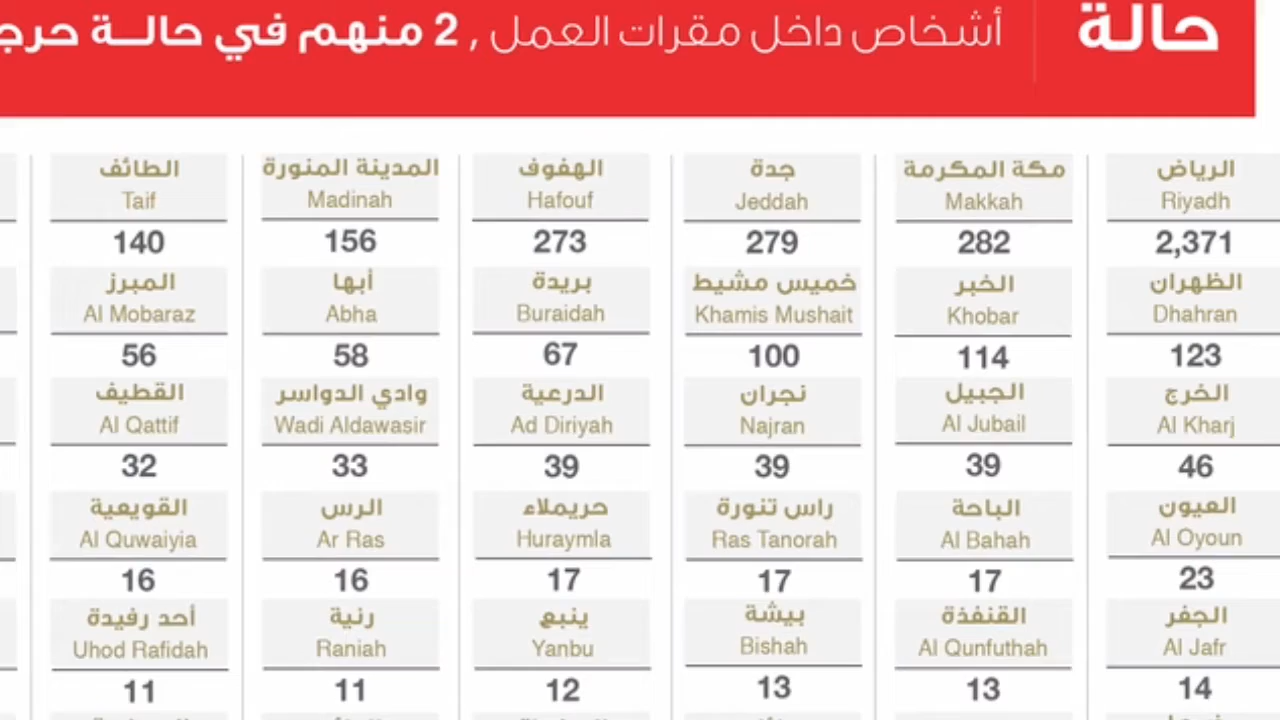 حالة
أشخاص داخل مقرات العمل , 2 منهم في حالة
الرياض
Riyadh
2,371
مكة المكرمة
Makkah
282
جدة
Jeddah
279
الهفوف
Hafouf
273
المدينة المنورة
Madinah
156
الطائف
Taif
140
الظهران
Dhahran
123
الخبر
Khobar
114
خميس مشيط
Khamis Mushait
100
بريدة
Buraidah
67
أبها
Abha
58
المبرز
Al Mobaraz
56
الخرج
Al Kharj
46
الجبيل
Al Jubail
39
نجران
Najran
39
الدرعية
Ad Diriyah
39
وادي الدواسر
Wadi Aldawasir
33
القطيف
Al Qattif
32
العيون
Al Oyoun
23
الباحة
Al Bahah
17
راس تنورة
Ras Tanorah
17
حريملاء
Huraymla
17
الرس
Ar Ras
16
القويعية
Al Quwaiyia
16
الجفر
Al Jafr
14
القنفذة
Al Qunfuthah
13
بيشة
Bishah
13
ينبع
Yanbu
12
رنية
Raniah
11
أحد رفيدة
Uhod Rafidah
11